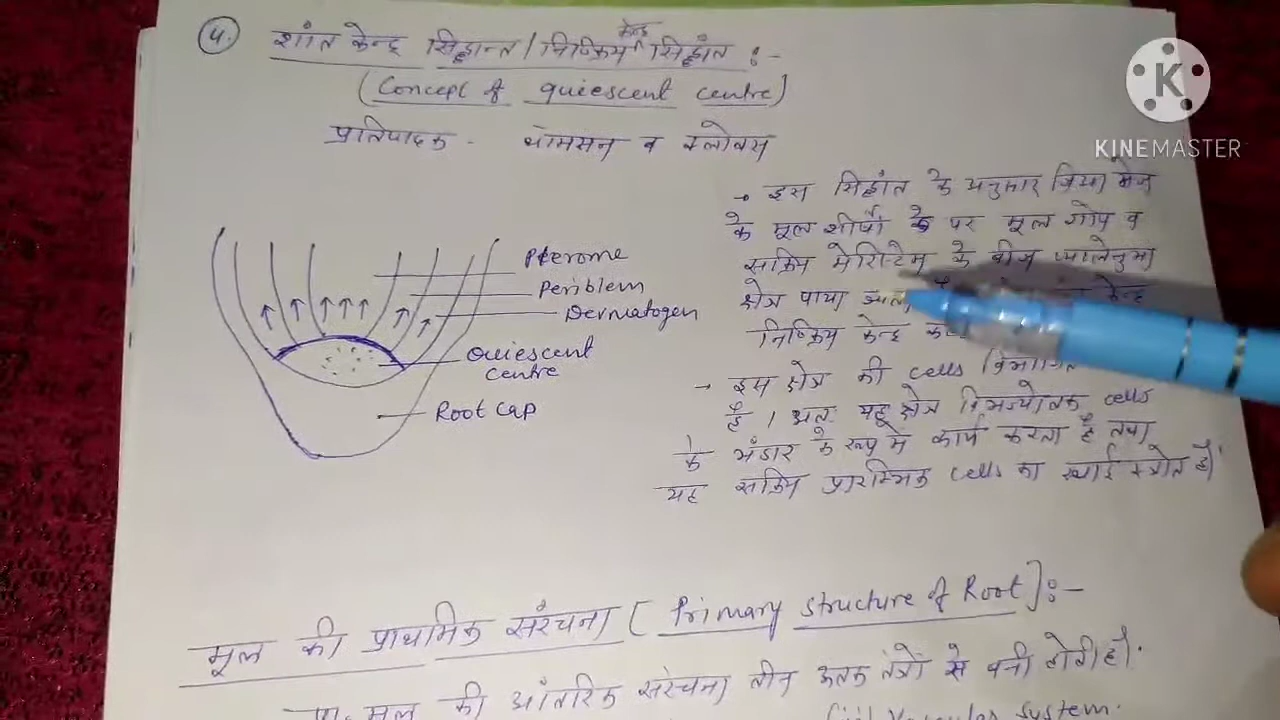 4. शांत केन्द्र सिद्धान्त / निष्क्रिय केन्द्र सिद्धांत :-
(Concept of quiescent centre)
प्रतिपादक - व क्लोवस
→ इस सिद्धांत के अनुसार जिया मेज
के मूल शीर्षों के पर मूल गोप व
सक्रिय मेरिस्टेम के बीच प्यालेनुमा
क्षेत्र पाया जाता केन्द्र
निष्क्रिय केन्द्र
→ इस क्षेत्र की cells
है। अतः यह क्षेत्र विभज्योतक cells
के भंडार के रूप में कार्य करता है तथा
यह सक्रिय प्रारम्भिक cells का स्थाई स्त्रोत है।
Plerome
Periblem
Dermatogen
Quiescent
centre
Root cap
मूल की प्राथमिक संरचना [Primary structure of Root] :-
मूल की आंतरिक संरचना तीन ऊतक तंत्रों से बनी होती है।
Vascular system.
KINEMASTER